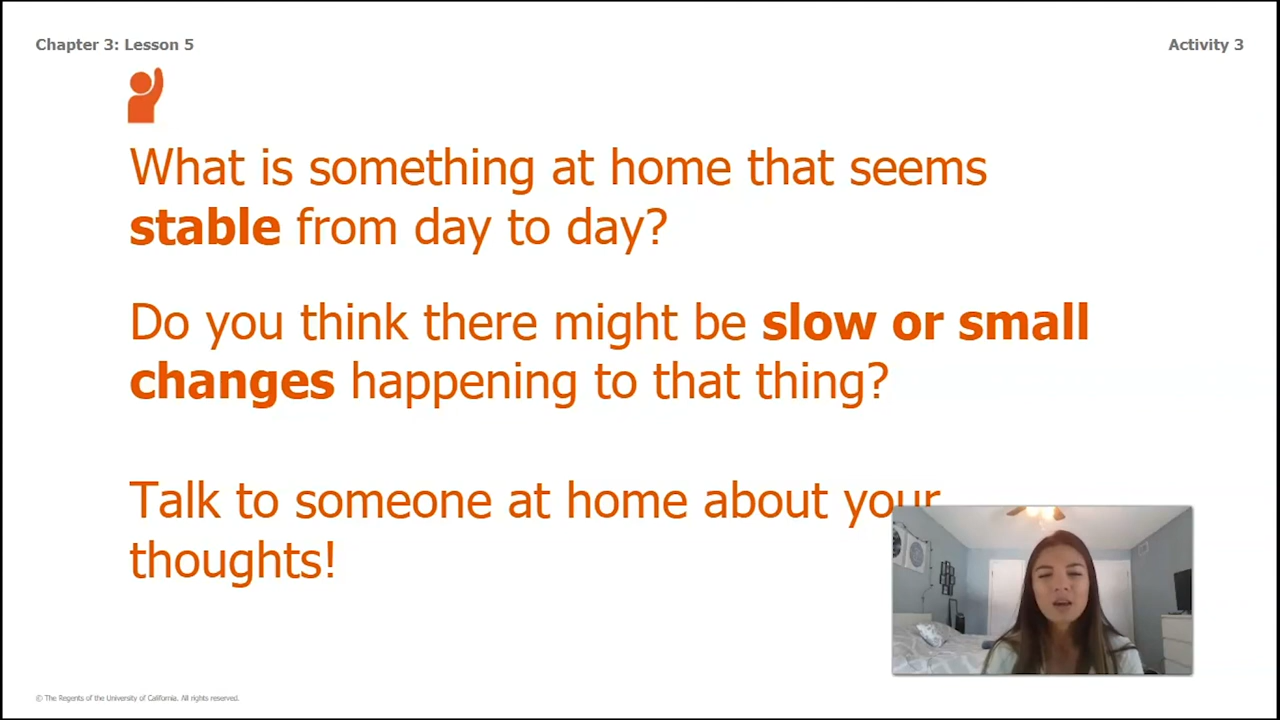 Chapter 3: Lesson 5
Activity 3
What is something at home that seems
stable from day to day?
Do you think there might be slow or small
changes happening to that thing?
Talk to someone at home about your
thoughts!
© The Regents of the University of California. All rights reserved.